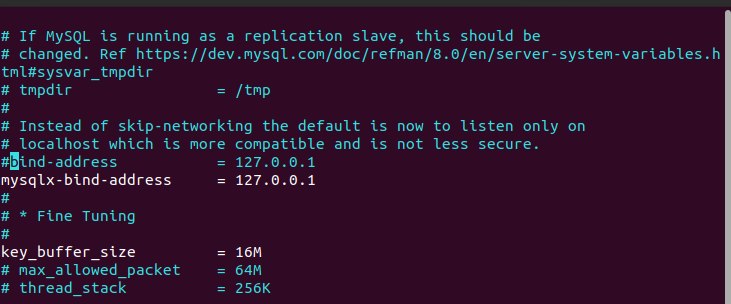 # If MySQL is running as a replication slave, this should be
# changed. Ref https://dev.mysql.com/doc/refman/8.0/en/server-system-variables.h
tml#sysvar_tmpdir
# tmpdir                = /tmp
#
# Instead of skip-networking the default is now to listen only on
# localhost which is more compatible and is not less secure.
#bind-address           = 127.0.0.1
mysqlx-bind-address     = 127.0.0.1
#
# * Fine Tuning
#
key_buffer_size         = 16M
# max_allowed_packet    = 64M
# thread_stack          = 256K